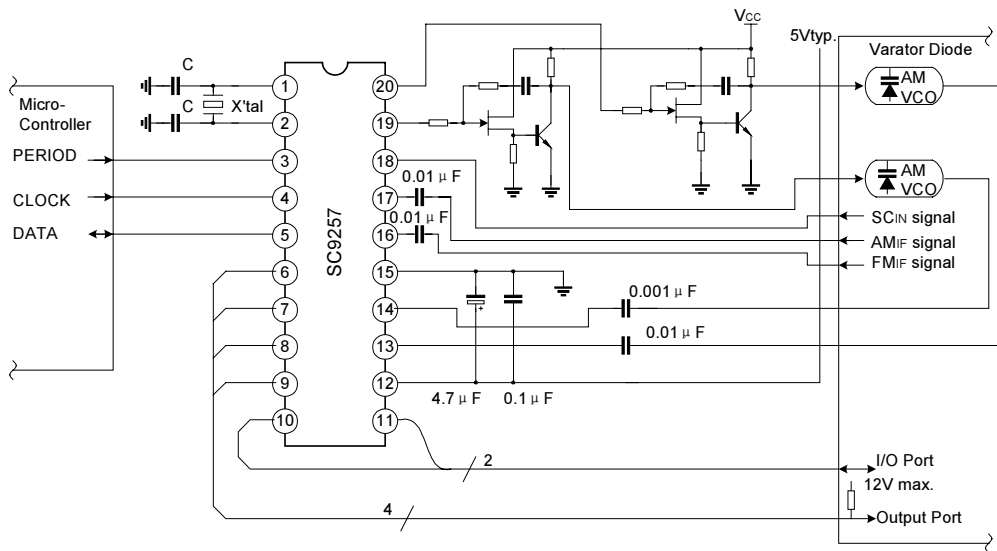 Vcc
5Vtyp.
Varator Diode
C
C
X'tal
AM
VCO
Micro-
Controller
PERIOD
CLOCK
DATA
1
2
3
4
5
6
7
8
9
10
SC9257
20
19
18
17
16
15
14
13
12
11
0.01 μ F
0.01 μ F
AM
VCO
SCIN signal
AMIF signal
FMIF signal
+
0.001 μ F
0.01 μ F
4.7 μ F
0.1 μ F
2
I/O Port
12V max.
4
Output Port